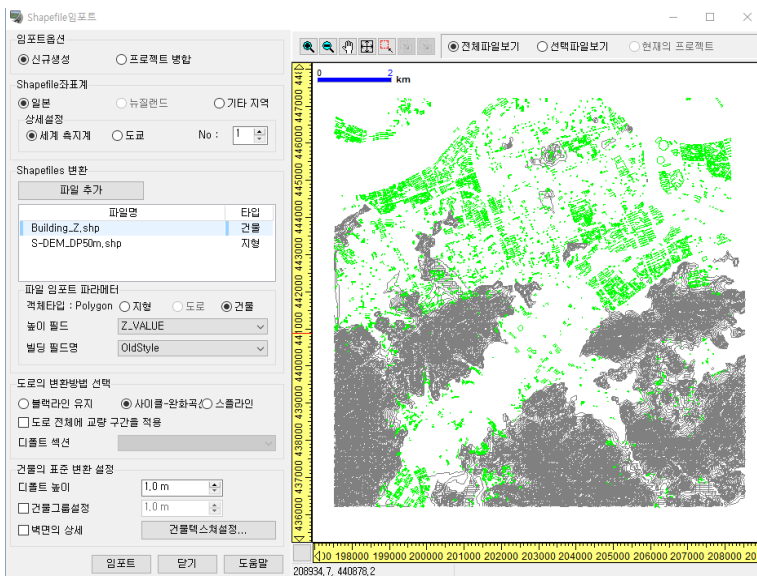 Shapefile임포트
임포트옵션
신규생성
프로젝트 병합
Shapefile좌표계
일본
뉴질랜드
기타 지역
상세설정
세계 측지계
도쿄
No : 1
Shapefiles 변환
파일 추가
파일명 타입
Building_Z.shp 건물
S-DEM_DP50m.shp 지형
파일 임포트 파라메터
객체타입 : Polygon 지형 도로 건물
높이 필드 Z_VALUE
빌딩 필드명 OldStyle
도로의 변환방법 선택
블랙라인 유지 사이클-완화곡선 스플라인
도로 전체에 교량 구간을 적용
디폴트 섹션
건물의 표준 변환 설정
디폴트 높이 1,0 m
건물그룹설정 1,0 m
벽면의 상세 건물텍스쳐설정...
임포트 닫기 도움말
전체파일보기 선택파일보기 현재의 프로젝트
0 2 km
447000
446000
445000
444000
443000
442000
441000
440000
439000
438000
437000
436000
198000 199000 200000 201000 202000 203000 204000 205000 206000 207000 208000
208934,7, 440878,2